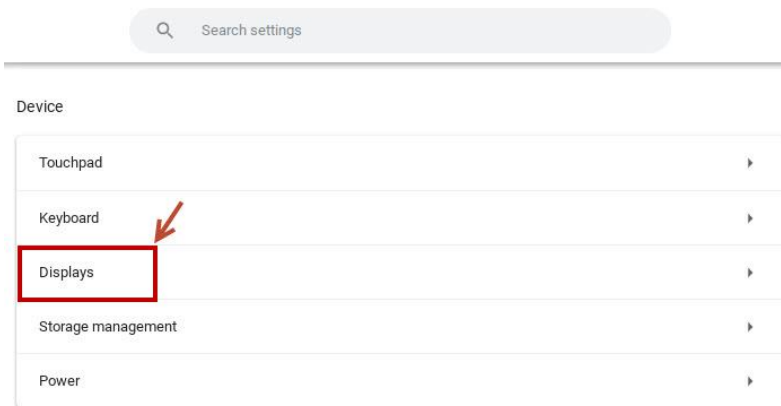 Search settings
Device
Touchpad
Keyboard
Displays
Storage management
Power